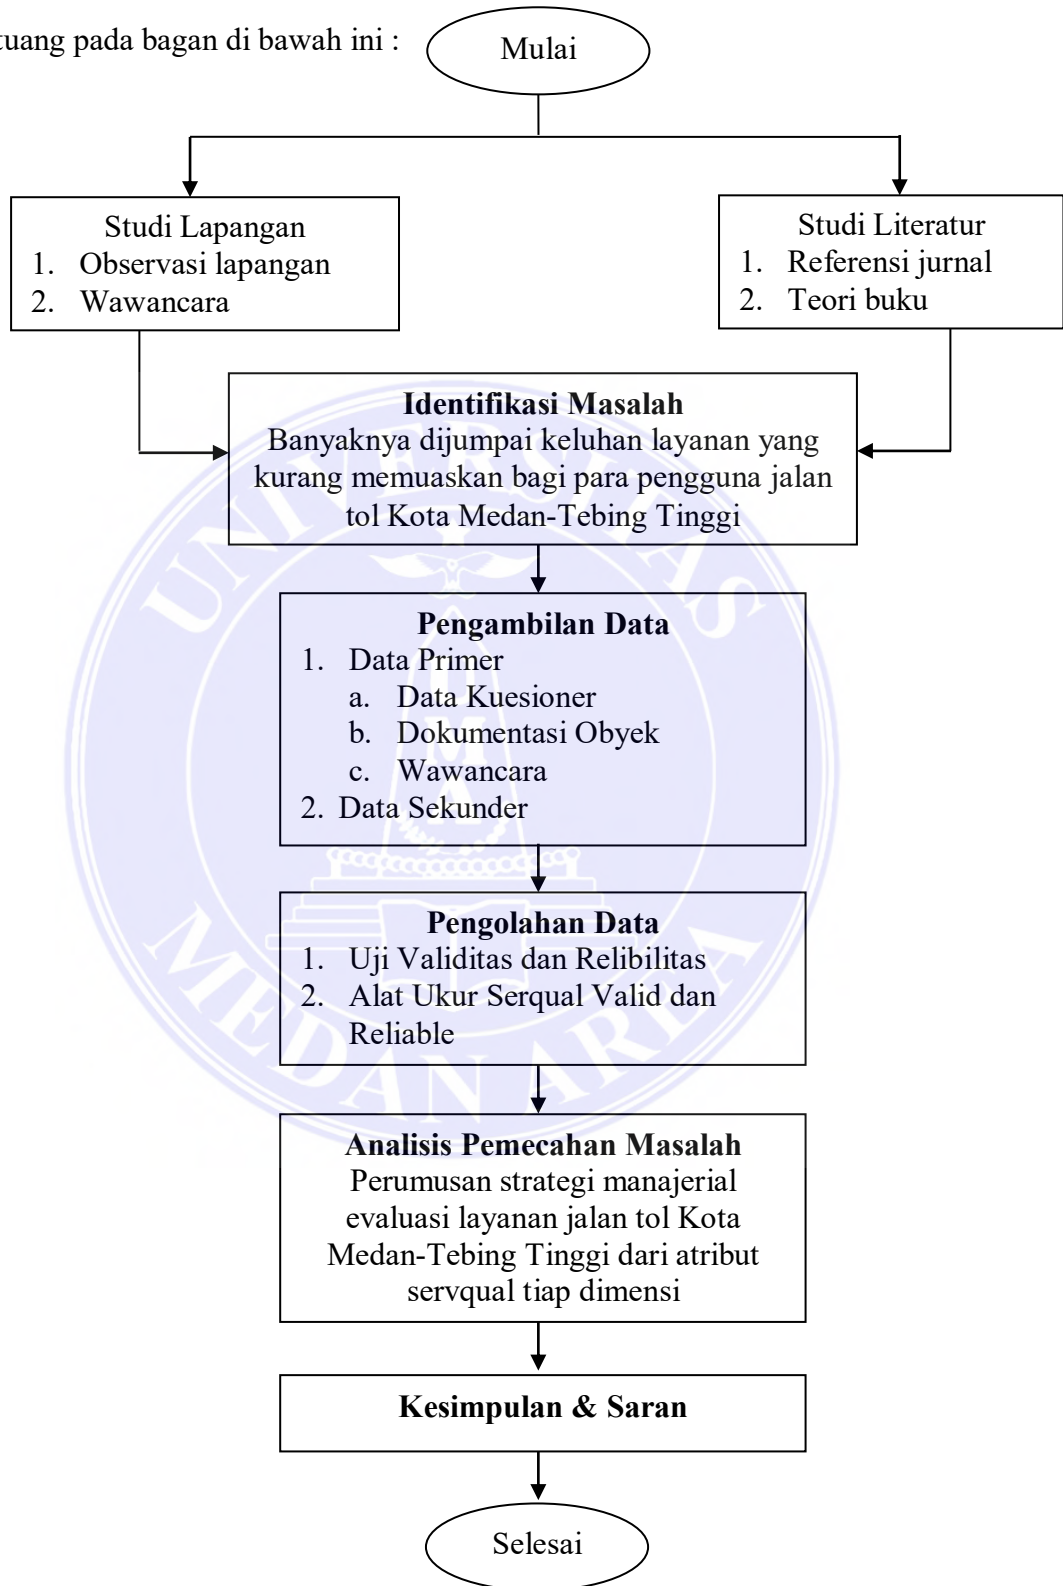 tuang pada bagan di bawah ini :
Mulai
Studi Lapangan
1. Observasi lapangan
2. Wawancara
Studi Literatur
1. Referensi jurnal
2. Teori buku
Identifikasi Masalah
Banyaknya dijumpai keluhan layanan yang
kurang memuaskan bagi para pengguna jalan
tol Kota Medan-Tebing Tinggi
Pengambilan Data
1. Data Primer
a. Data Kuesioner
b. Dokumentasi Obyek
c. Wawancara
2. Data Sekunder
Pengolahan Data
1. Uji Validitas dan Relibilitas
2. Alat Ukur Serqual Valid dan
Reliable
Analisis Pemecahan Masalah
Perumusan strategi manajerial
evaluasi layanan jalan tol Kota
Medan-Tebing Tinggi dari atribut
servqual tiap dimensi
Kesimpulan & Saran
Selesai
UNIVERSITAS
MEDAN AREA
U
M
A